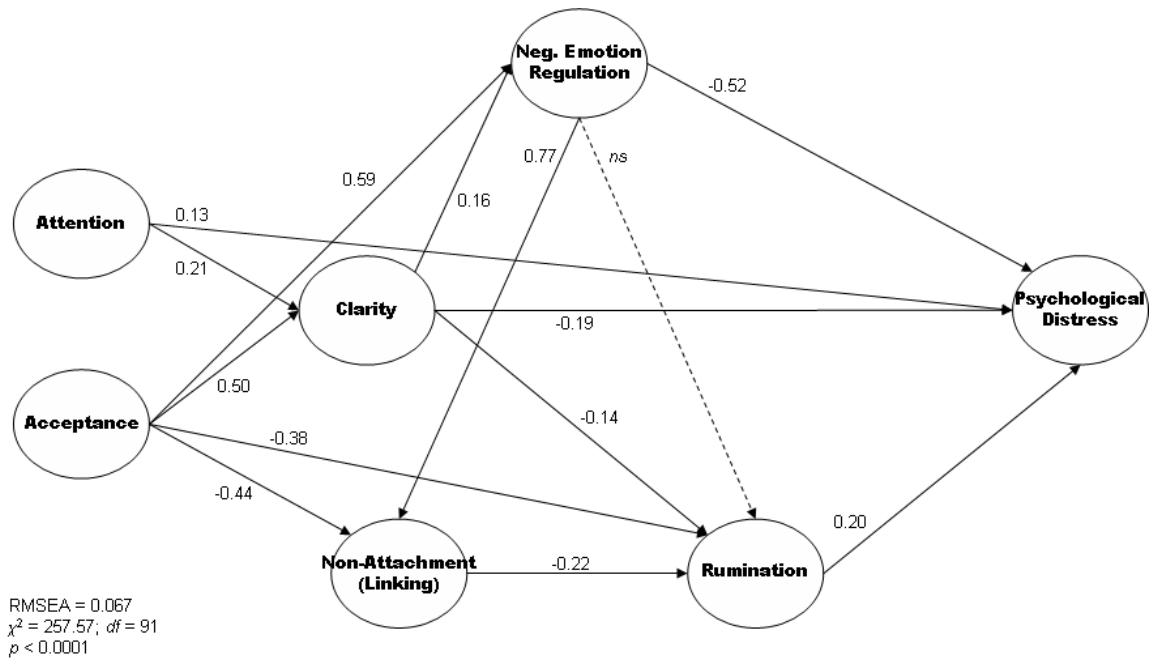 Neg. Emotion
Regulation
-0.52
0.77
ns
0.59
0.16
Attention
0.13
0.21
Clarity
-0.19
Psychological
Distress
0.50
Acceptance
-0.14
-0.38
-0.44
0.20
Non-Attachment
(Linking)
-0.22
Rumination
RMSEA = 0.067
χ² = 257.57; df = 91
p < 0.0001